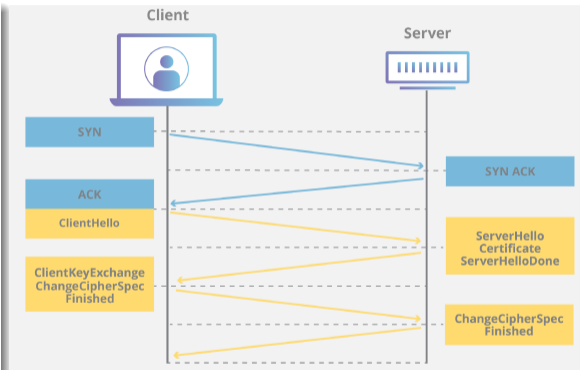 Client
Server
SYN
SYN ACK
ACK
ClientHello
ServerHello
Certificate
ServerHelloDone
ClientKeyExchange
ChangeCipherSpec
Finished
ChangeCipherSpec
Finished